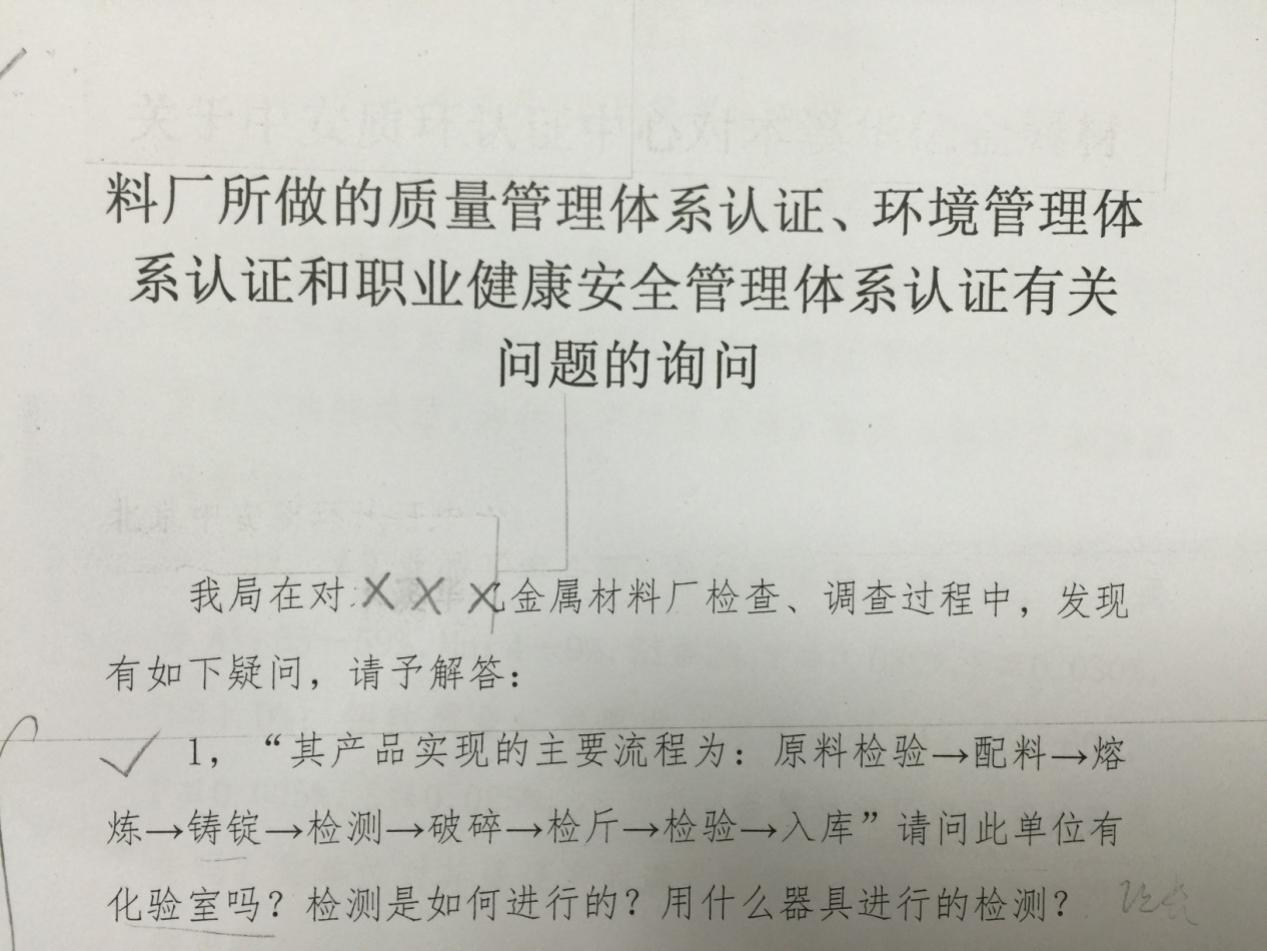 料厂所做的质量管理体系认证、环境管理体
系认证和职业健康安全管理体系认证有关
问题的询问
我局在对×××金属材料厂检查、调查过程中，发现
有如下疑问，请予解答：
1，“其产品实现的主要流程为：原料检验→配料→熔
炼→铸锭→检测→破碎→检斤→检验→入库”请问此单位有
化验室吗？检测是如何进行的？用什么器具进行的检测？